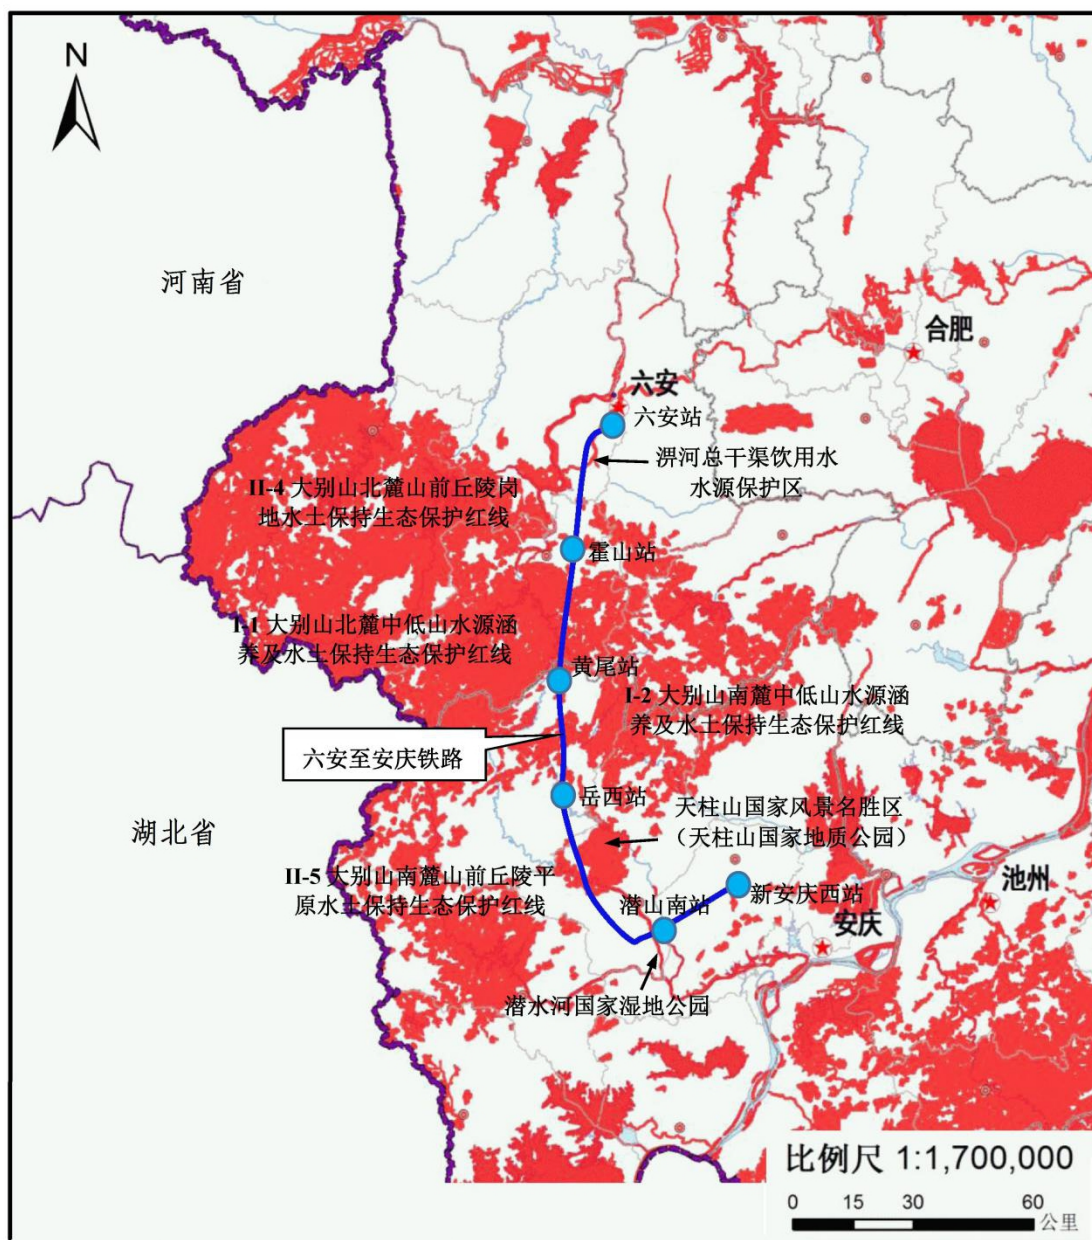 N
河南省
合肥
六安
六安站
淠河总干渠饮用水
水源保护区
II-4 大别山北麓山前丘陵岗
地水土保持生态保护红线
霍山站
I-1 大别山北麓中低山水源涵
养及水土保持生态保护红线
黄尾站
I-2 大别山南麓中低山水源涵
养及水土保持生态保护红线
六安至安庆铁路
岳西站
天柱山国家风景名胜区
（天柱山国家地质公园）
湖北省
II-5 大别山南麓山前丘陵平
原水土保持生态保护红线
潜山南站
新安庆西站
池州
安庆
潜水河国家湿地公园
比例尺 1:1,700,000
0 15 30 60
公里